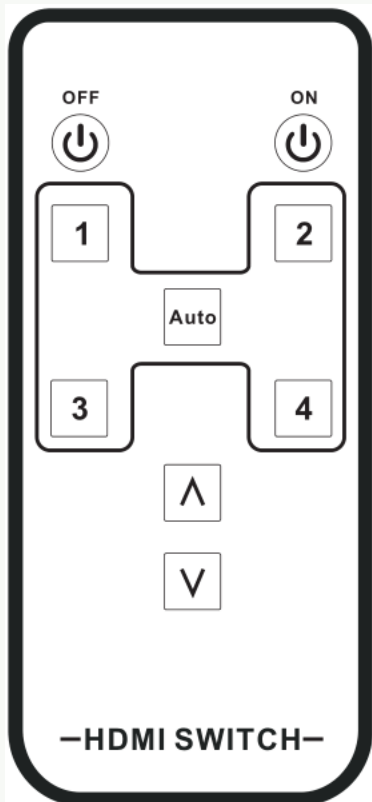 OFF ON
1 2
Auto
3 4
Λ
V
–HDMI SWITCH–